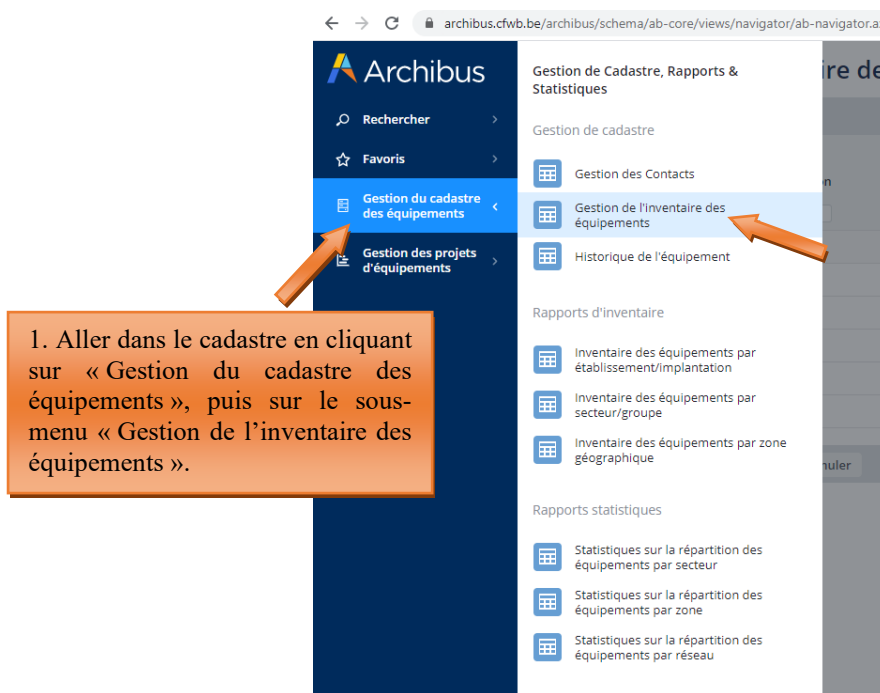 archibus.cfwb.be/archibus/schema/ab-core/views/navigator/ab-navigator.a
Archibus
Rechercher
Favoris
Gestion du cadastre
des équipements
Gestion des projets
d'équipements
Gestion de Cadastre, Rapports &
Statistiques
Gestion de cadastre
Gestion des Contacts
Gestion de l'inventaire des
équipements
Historique de l'équipement
Rapports d'inventaire
Inventaire des équipements par
établissement/implantation
Inventaire des équipements par
secteur/groupe
Inventaire des équipements par zone
géographique
Rapports statistiques
Statistiques sur la répartition des
équipements par secteur
Statistiques sur la répartition des
équipements par zone
Statistiques sur la répartition des
équipements par réseau
ire de
n
nuler
1. Aller dans le cadastre en cliquant
sur « Gestion du cadastre des
équipements », puis sur le sous-
menu « Gestion de l’inventaire des
équipements ».